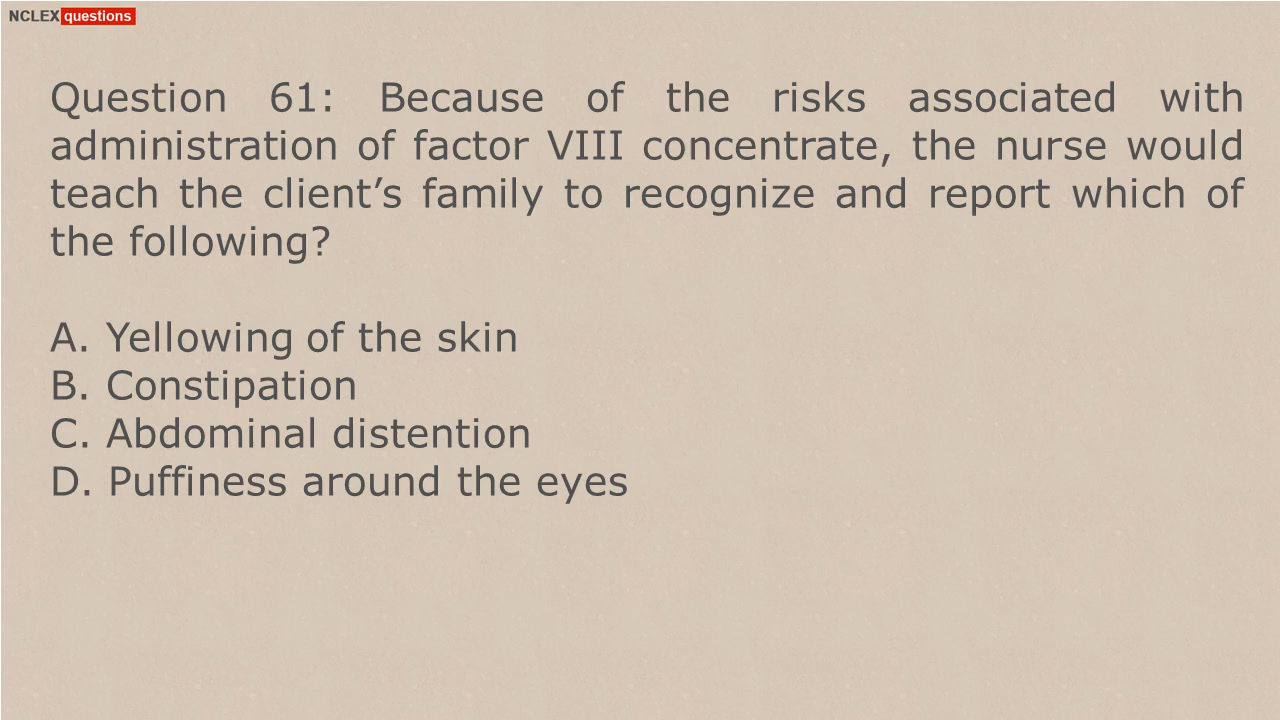 NCLEX questions
Question 61: Because of the risks associated with
administration of factor VIII concentrate, the nurse would
teach the client’s family to recognize and report which of
the following?
A. Yellowing of the skin
B. Constipation
C. Abdominal distention
D. Puffiness around the eyes